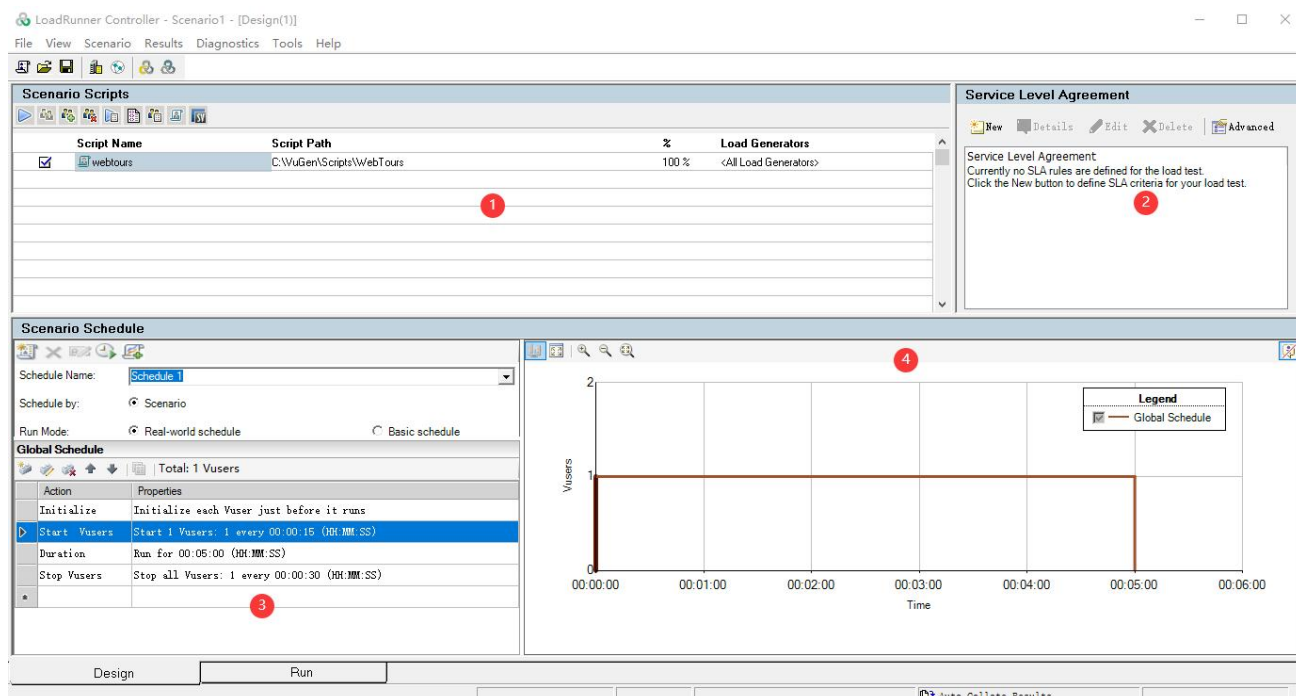 LoadRunner Controller - Scenario1 - [Design(1)]
File View Scenario Results Diagnostics Tools Help
Scenario Scripts
Script Name Script Path % Load Generators
webtours C:\VuGen\Scripts\WebTours 100 % <All Load Generators>
1
Service Level Agreement
New Details Edit Delete Advanced
Service Level Agreement
Currently no SLA rules are defined for the load test.
Click the New button to define SLA criteria for your load test.
2
Scenario Schedule
Schedule Name: Schedule 1
Schedule by: Scenario
Run Mode: Real-world schedule Basic schedule
Global Schedule
Total: 1 Vusers
Action Properties
Initialize Initialize each Vuser just before it runs
Start Vusers Start 1 Vusers: 1 every 00:00:15 (HH:MM:SS)
Duration Run for 00:05:00 (HH:MM:SS)
Stop Vusers Stop all Vusers: 1 every 00:00:30 (HH:MM:SS)
*
3
4
2
Legend
Global Schedule
Vusers
1
0
00:00:00 00:01:00 00:02:00 00:03:00 00:04:00 00:05:00 00:06:00
Time
Design Run
Auto Collate Results